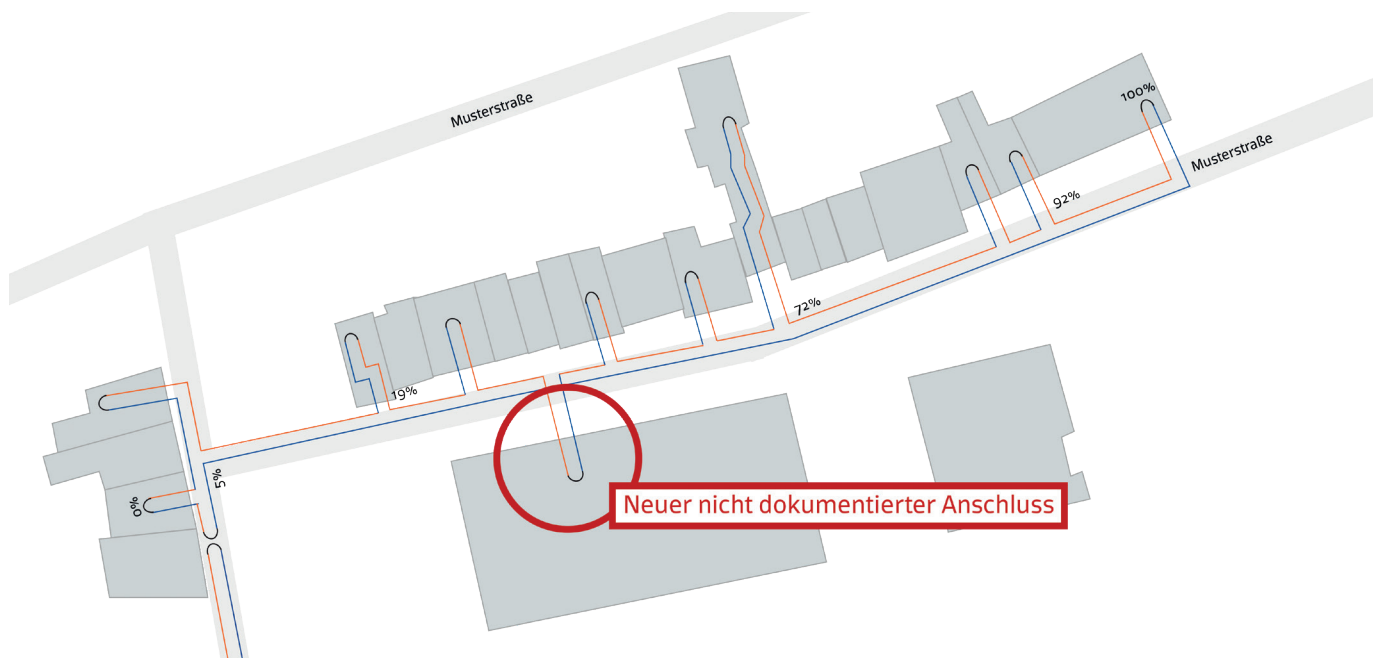 Musterstraße
100%
Musterstraße
92%
72%
19%
5%
0%
Neuer nicht dokumentierter Anschluss